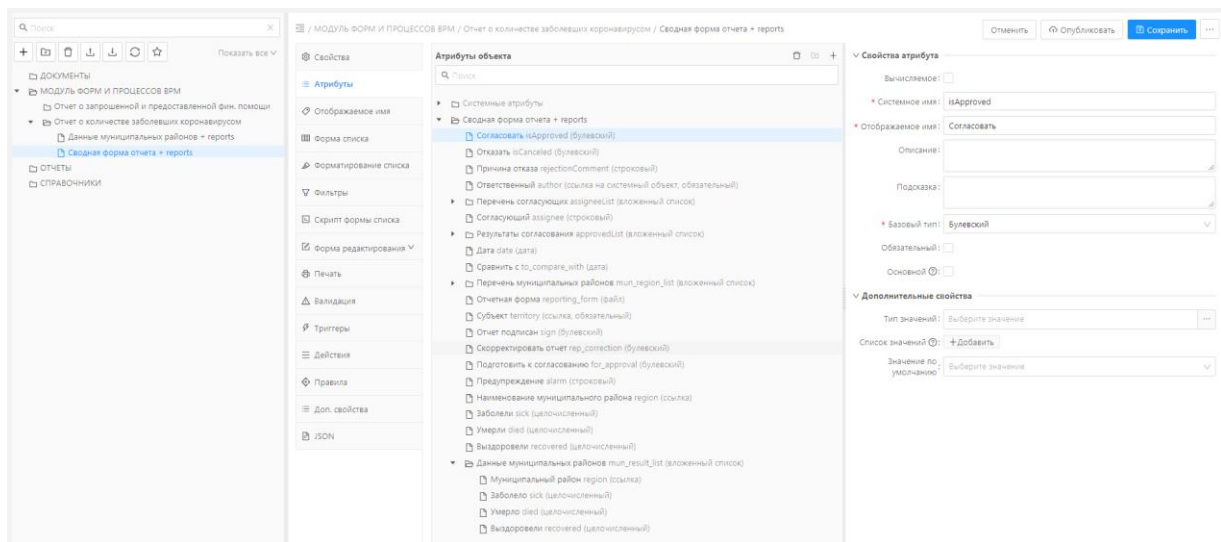 Поиск
Показать все
ДОКУМЕНТЫ
МОДУЛЬ ФОРМ И ПРОЦЕССОВ BPM
Отчет о запрошенной и предоставленной фин. помощи
Отчет о количестве заболевших коронавирусом
Данные муниципальных районов + reports
Сводная форма отчета + reports
ОТЧЕТЫ
СПРАВОЧНИКИ
/ МОДУЛЬ ФОРМ И ПРОЦЕССОВ BPM / Отчет о количестве заболевших коронавирусом / Сводная форма отчета + reports
Отменить
Опубликовать
Сохранить
Свойства
Атрибуты
Отображаемое имя
Форма списка
Форматирование списка
Фильтры
Скрипт формы списка
Форма редактирования
Печать
Валидация
Триггеры
Действия
Правила
Доп. свойства
JSON
Атрибуты объекта
Поиск
Системные атрибуты
Сводная форма отчета + reports
Согласовать isApproved (булевский)
Отказать isCanceled (булевский)
Причина отказа rejectionComment (строковый)
Ответственный author (ссылка на системный объект, обязательный)
Перечень согласующих assigneeList (вложенный список)
Согласующий assignee (строковый)
Результаты согласования approvedList (вложенный список)
Дата date (дата)
Сравнить с to_compare_with (дата)
Перечень муниципальных районов mun_region_list (вложенный список)
Отчетная форма reporting_form (файл)
Субъект territory (ссылка, обязательный)
Отчет подписан sign (булевский)
Скорректировать отчет rep_correction (булевский)
Подготовить к согласованию for_approval (булевский)
Предупреждение alarm (строковый)
Наименование муниципального района region (ссылка)
Заболели sick (целочисленный)
Умерли died (целочисленный)
Выздоровели recovered (целочисленный)
Данные муниципальных районов mun_result_list (вложенный список)
Муниципальный район region (ссылка)
Заболело sick (целочисленный)
Умерло died (целочисленный)
Выздоровели recovered (целочисленный)
Свойства атрибута
Вычисляемое:
* Системное имя: isApproved
* Отображаемое имя: Согласовать
Описание:
Подсказка:
* Базовый тип: Булевский
Обязательный:
Основной :
Дополнительные свойства
Тип значений: Выберите значение
Список значений : + Добавить
Значение по умолчанию: Выберите значение